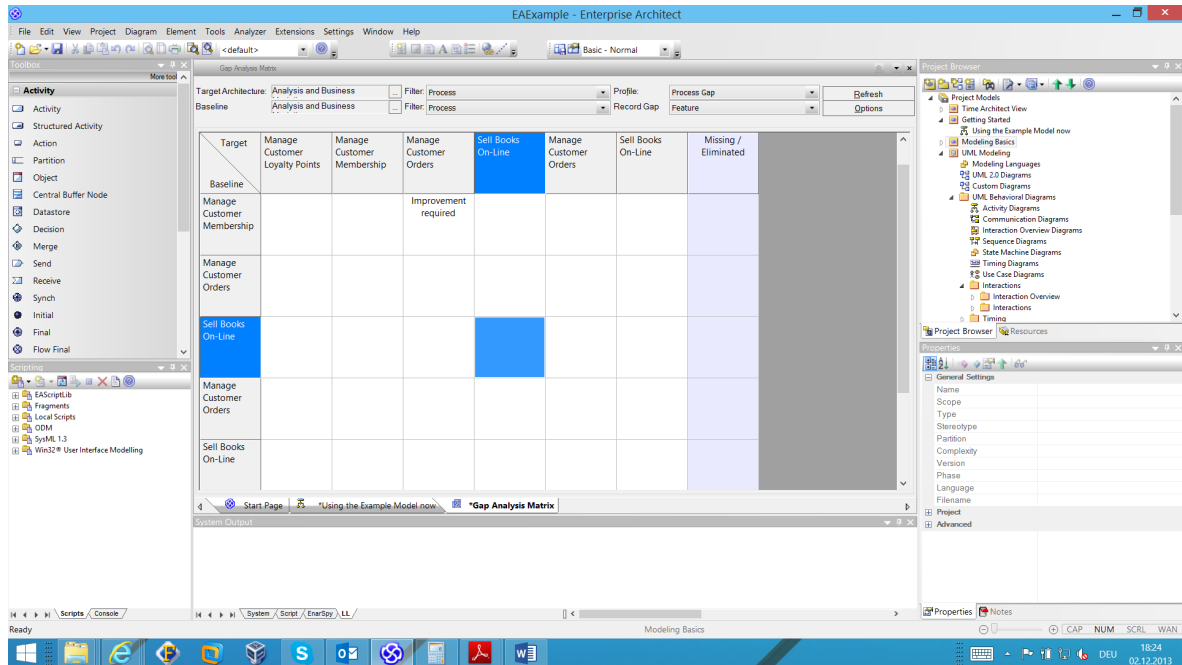 EAExample - Enterprise Architect
File Edit View Project Diagram Element Tools Analyzer Extensions Settings Window Help
<default>
Basic - Normal
Toolbox
More tool
Activity
Activity
Structured Activity
Action
Partition
Object
Central Buffer Node
Datastore
Decision
Merge
Send
Receive
Synch
Initial
Final
Flow Final
Scripting
EAScriptLib
Fragments
Local Scripts
ODM
SysML 1.3
Win32® User Interface Modelling
Scripts Console
Gap Analysis Matrix
Target Architecture: Analysis and Business ... Filter: Process Profile: Process Gap Refresh
Baseline Analysis and Business ... Filter: Process Record Gap Feature Options
Target
Baseline
Manage
Customer
Loyalty Points
Manage
Customer
Membership
Manage
Customer
Orders
Sell Books
On-Line
Manage
Customer
Orders
Sell Books
On-Line
Missing /
Eliminated
Manage
Customer
Membership
Improvement
required
Manage
Customer
Orders
Sell Books
On-Line
Manage
Customer
Orders
Sell Books
On-Line
Start Page *Using the Example Model now *Gap Analysis Matrix
System Output
System Script EnarSpy LL
Project Browser
Project Models
Time Architect View
Getting Started
Using the Example Model now
Modeling Basics
UML Modeling
Modeling Languages
UML 2.0 Diagrams
Custom Diagrams
UML Behavioral Diagrams
Activity Diagrams
Communication Diagrams
Interaction Overview Diagrams
Sequence Diagrams
State Machine Diagrams
Timing Diagrams
Use Case Diagrams
Interactions
Interaction Overview
Interactions
Timing
Project Browser Resources
Properties
General Settings
Name
Scope
Type
Stereotype
Partition
Complexity
Version
Phase
Language
Filename
Project
Advanced
Properties Notes
Ready Modeling Basics CAP NUM SCRL WAN
DEU 18:24
02.12.2013